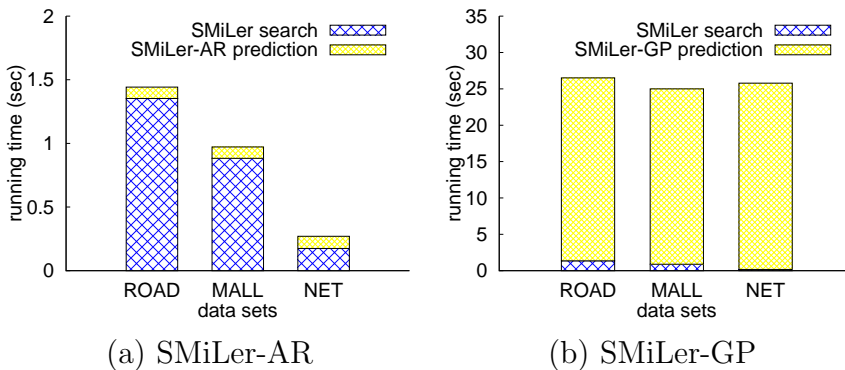 2
1.5
1
0.5
0
running time (sec)
SMiLer search
SMiLer-AR prediction
ROAD MALL NET
data sets
(a) SMiLer-AR
35
30
25
20
15
10
5
0
running time (sec)
SMiLer search
SMiLer-GP prediction
ROAD MALL NET
data sets
(b) SMiLer-GP